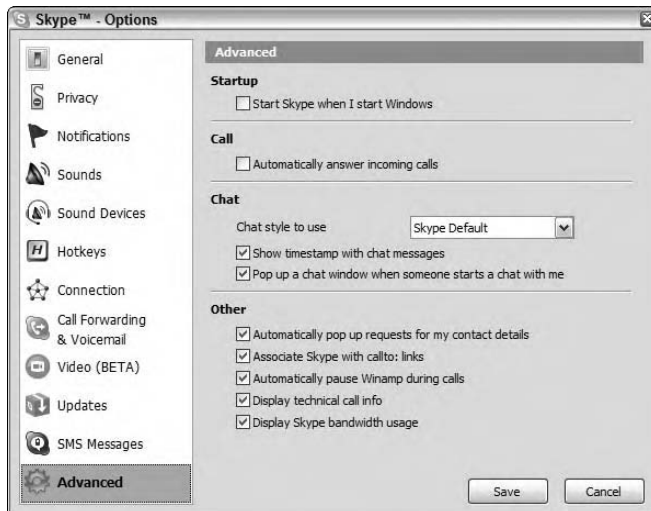 Skype™ - Options
General
Privacy
Notifications
Sounds
Sound Devices
Hotkeys
Connection
Call Forwarding
& Voicemail
Video (BETA)
Updates
SMS Messages
Advanced
Advanced
Startup
Start Skype when I start Windows
Call
Automatically answer incoming calls
Chat
Chat style to use Skype Default
Show timestamp with chat messages
Pop up a chat window when someone starts a chat with me
Other
Automatically pop up requests for my contact details
Associate Skype with callto: links
Automatically pause Winamp during calls
Display technical call info
Display Skype bandwidth usage
Save Cancel